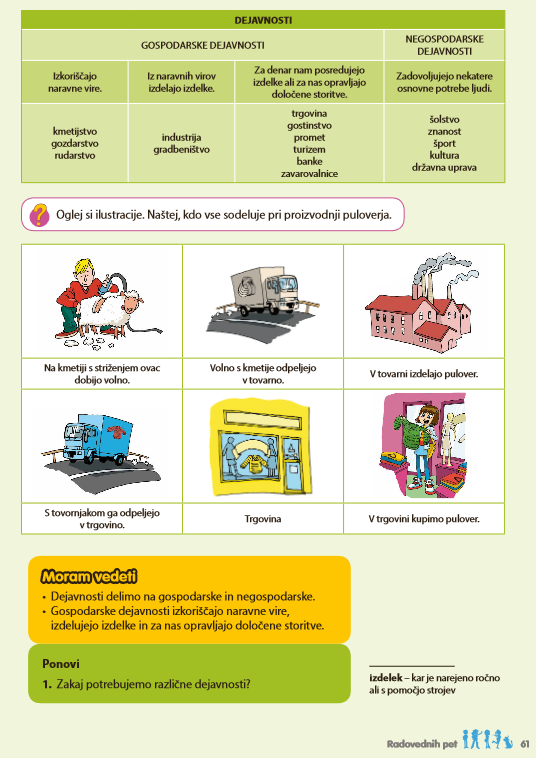 DEJAVNOSTI
GOSPODARSKE DEJAVNOSTI
NEGOSPODARSKE
DEJAVNOSTI
Izkoriščajo
naravne vire.
Iz naravnih virov
izdelajo izdelke.
Za denar nam posredujejo
izdelke ali za nas opravljajo
določene storitve.
Zadovoljujejo nekatere
osnovne potrebe ljudi.
kmetijstvo
gozdarstvo
rudarstvo
industrija
gradbeništvo
trgovina
gostinstvo
promet
turizem
banke
zavarovalnice
šolstvo
znanost
šport
kultura
državna uprava
? Oglej si ilustracije. Naštej, kdo vse sodeluje pri proizvodnji puloverja.
Na kmetiji s striženjem ovac
dobijo volno.
Volno s kmetije odpeljejo
v tovarno.
V tovarni izdelajo pulover.
S tovornjakom ga odpeljejo
v trgovino.
Trgovina
V trgovini kupimo pulover.
Moram vedeti
• Dejavnosti delimo na gospodarske in negospodarske.
• Gospodarske dejavnosti izkoriščajo naravne vire,
izdelujejo izdelke in za nas opravljajo določene storitve.
Ponovi
1. Zakaj potrebujemo različne dejavnosti?
izdelek – kar je narejeno ročno
ali s pomočjo strojev
Radovednih pet 61